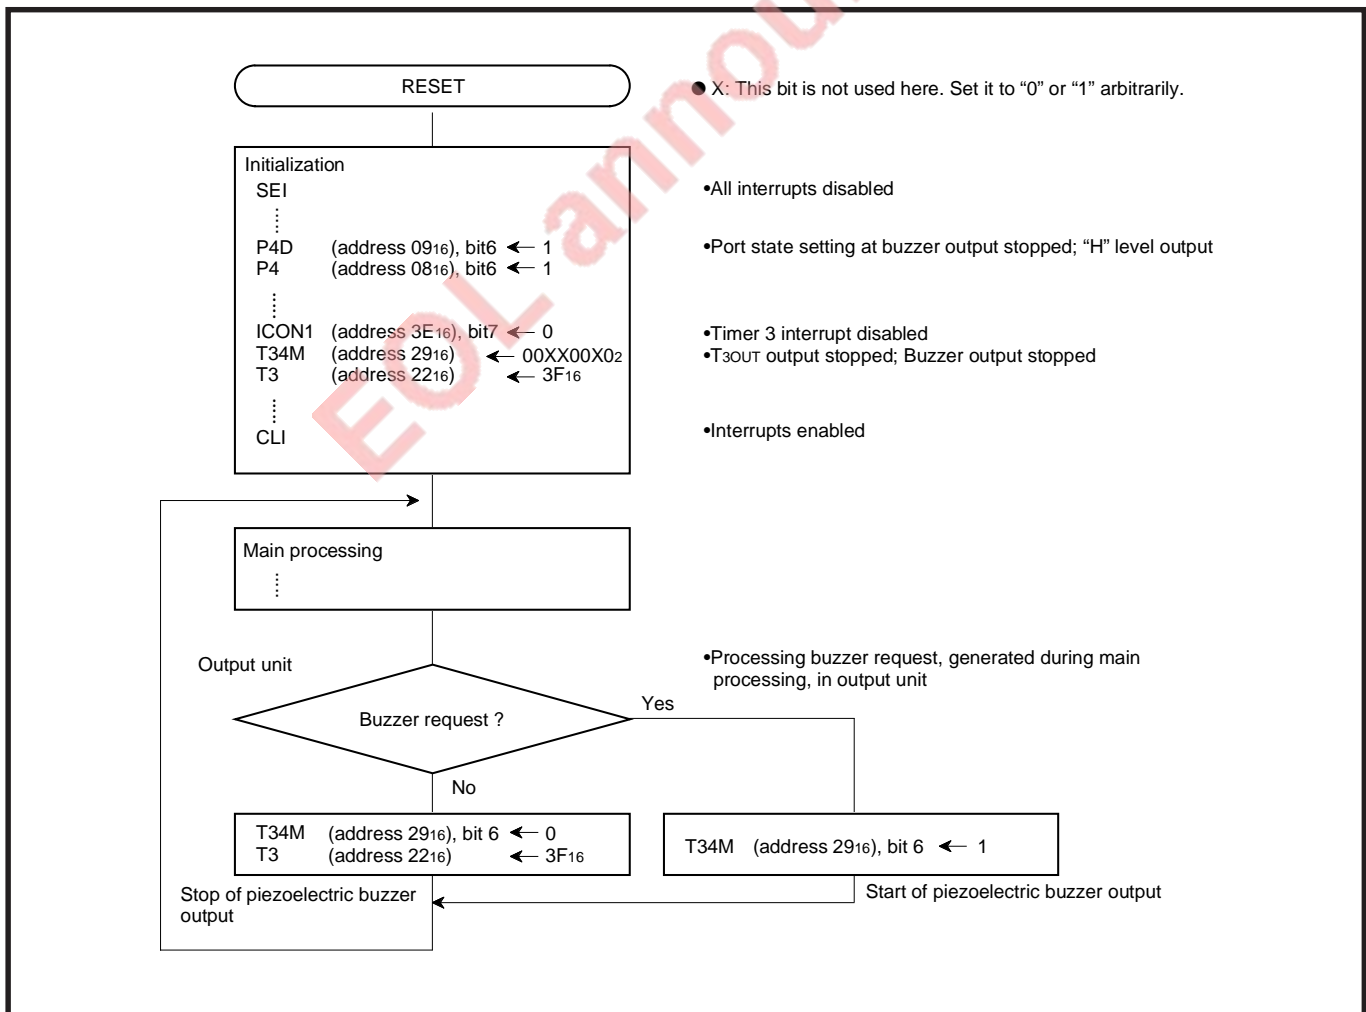 RESET
● X: This bit is not used here. Set it to “0” or “1” arbitrarily.
Initialization
SEI
•All interrupts disabled
P4D (address 0916), bit6 ← 1
•Port state setting at buzzer output stopped; “H” level output
P4 (address 0816), bit6 ← 1
ICON1 (address 3E16), bit7 ← 0
•Timer 3 interrupt disabled
T34M (address 2916) ← 00XX00X02
•T3OUT output stopped; Buzzer output stopped
T3 (address 2216) ← 3F16
CLI
•Interrupts enabled
Main processing
Output unit
•Processing buzzer request, generated during main
processing, in output unit
Buzzer request ?
Yes
No
T34M (address 2916), bit 6 ← 0
T3 (address 2216) ← 3F16
T34M (address 2916), bit 6 ← 1
Stop of piezoelectric buzzer
output
Start of piezoelectric buzzer output
EOL annou